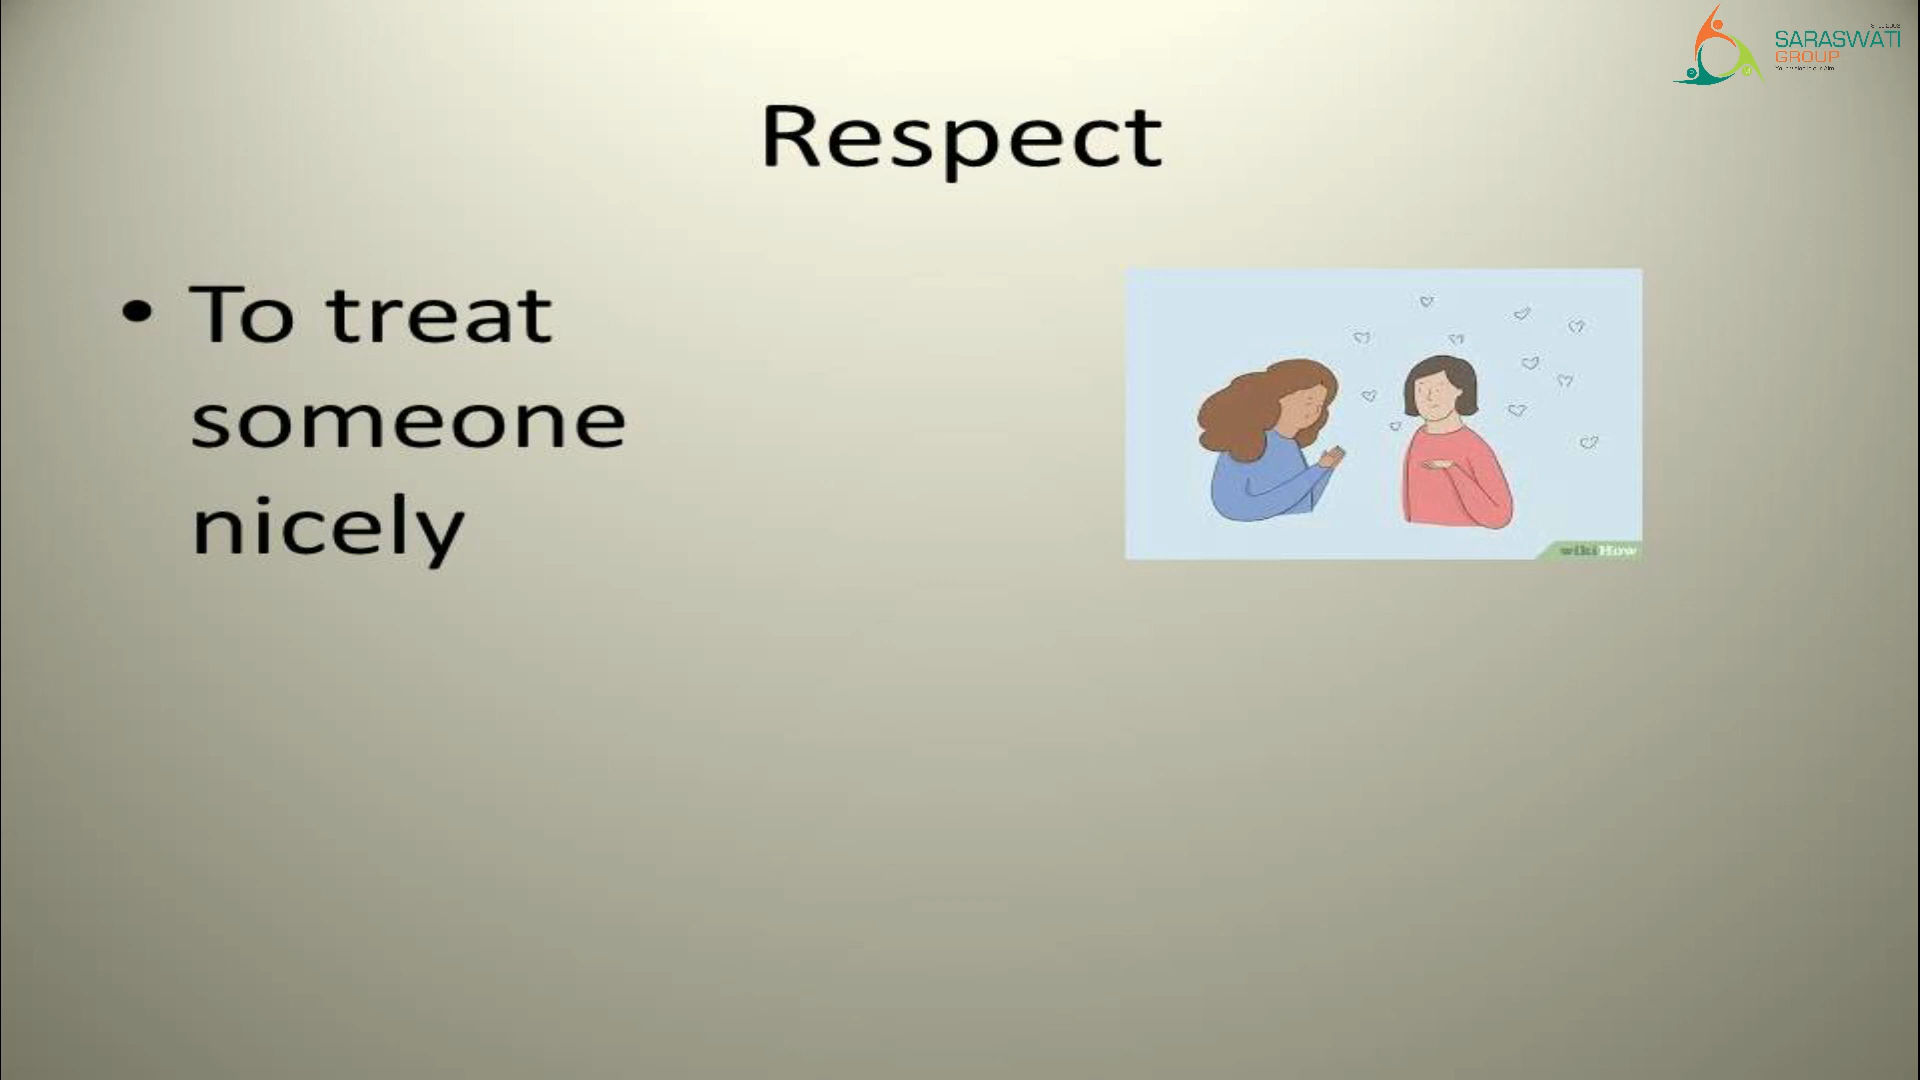 SARASWATI
GROUP
Respect
• To treat
someone
nicely
wikiHow